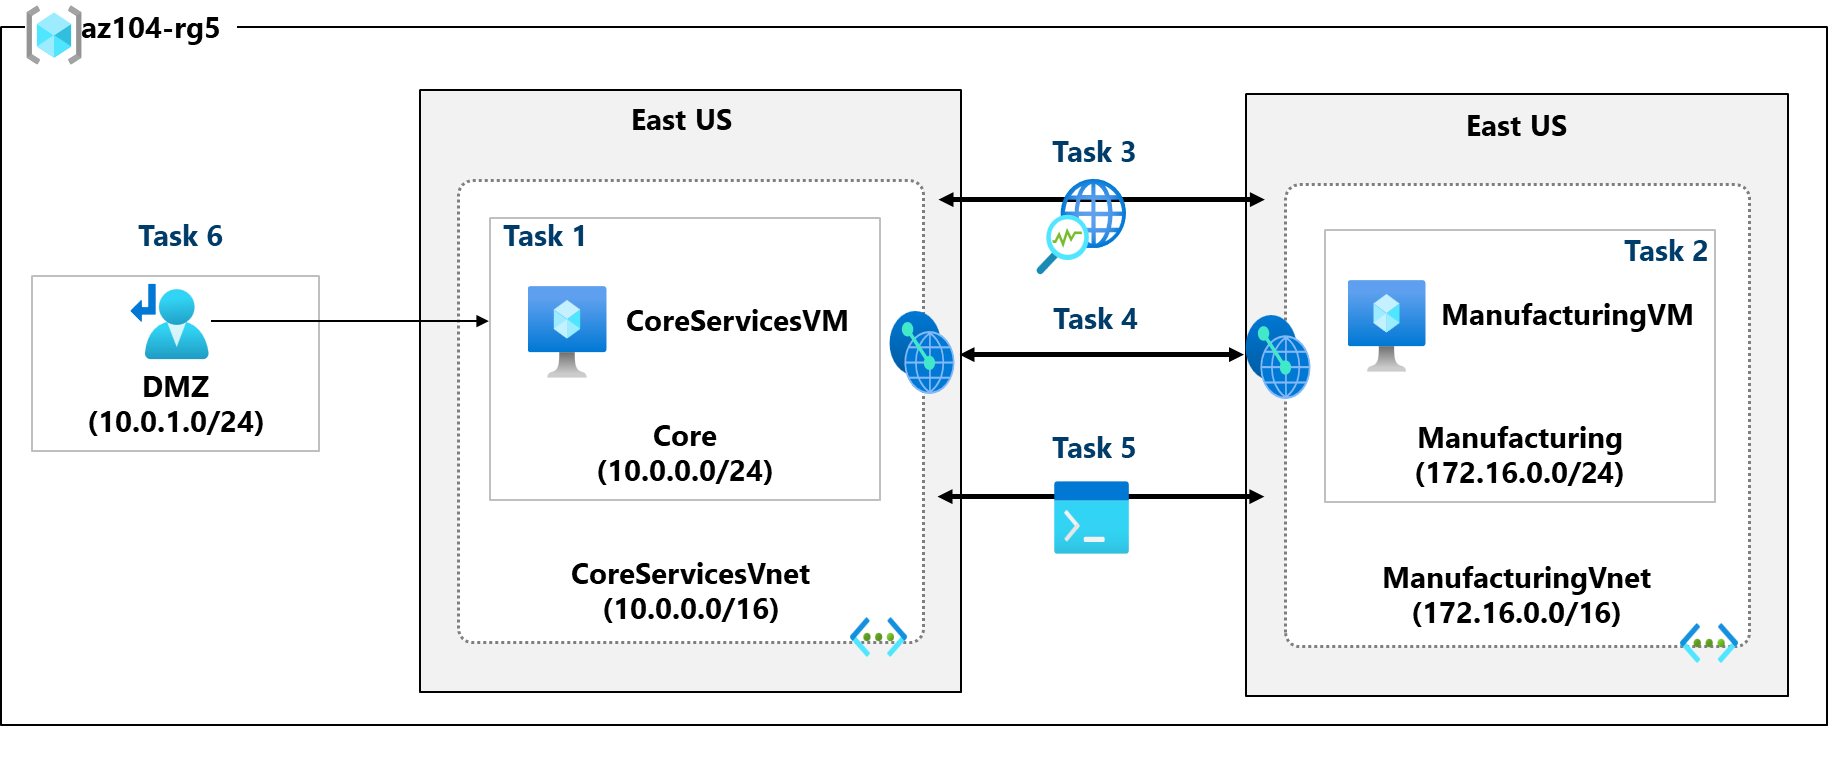 az104-rg5
East US
East US
Task 3
Task 6
Task 1
Task 2
CoreServicesVM
Task 4
ManufacturingVM
DMZ
(10.0.1.0/24)
Core
(10.0.0.0/24)
Task 5
Manufacturing
(172.16.0.0/24)
CoreServicesVnet
(10.0.0.0/16)
ManufacturingVnet
(172.16.0.0/16)